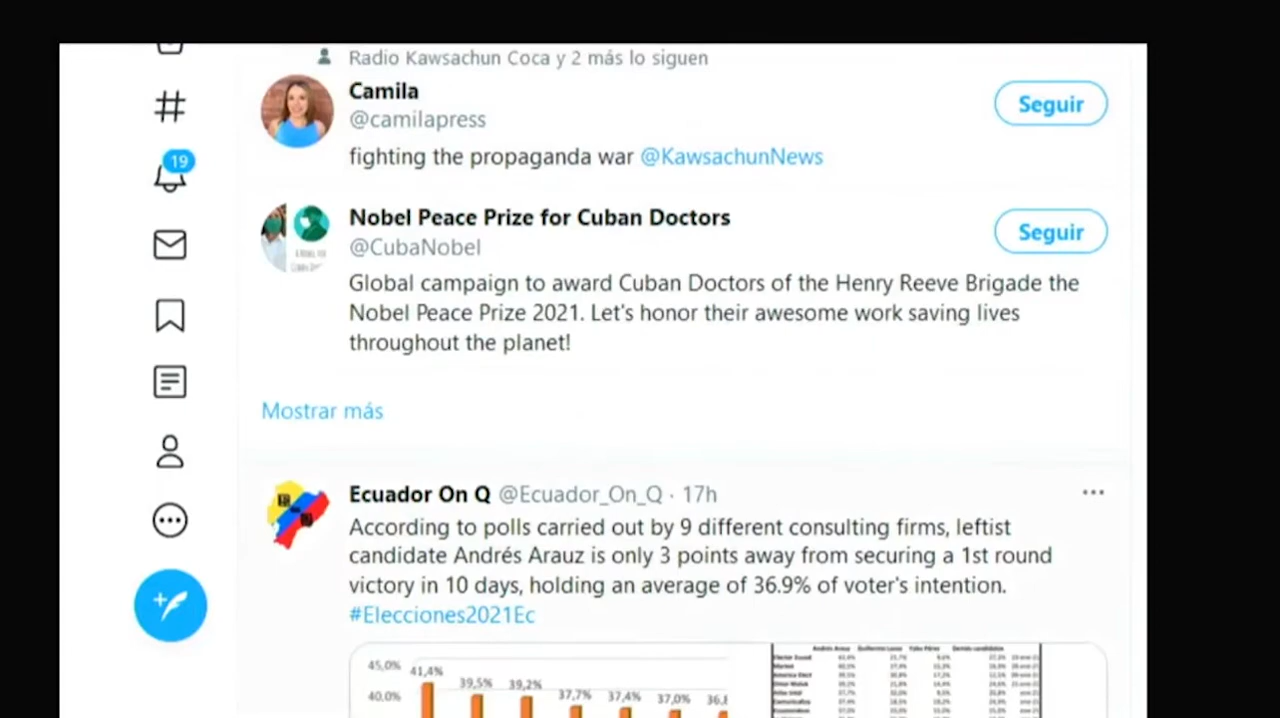 Radio Kawsachun Coca y 2 más lo siguen
Camila
@camilapress
Seguir
fighting the propaganda war @KawsachunNews
19
Nobel Peace Prize for Cuban Doctors
@CubaNobel
Seguir
Global campaign to award Cuban Doctors of the Henry Reeve Brigade the
Nobel Peace Prize 2021. Let's honor their awesome work saving lives
throughout the planet!
Mostrar más
Ecuador On Q @Ecuador_On_Q · 17h
According to polls carried out by 9 different consulting firms, leftist
candidate Andrés Arauz is only 3 points away from securing a 1st round
victory in 10 days, holding an average of 36.9% of voter's intention.
#Elecciones2021Ec
45,0%
40,0%
41,4%
39,5%
39,2%
37,7%
37,4%
37,0%
36,8